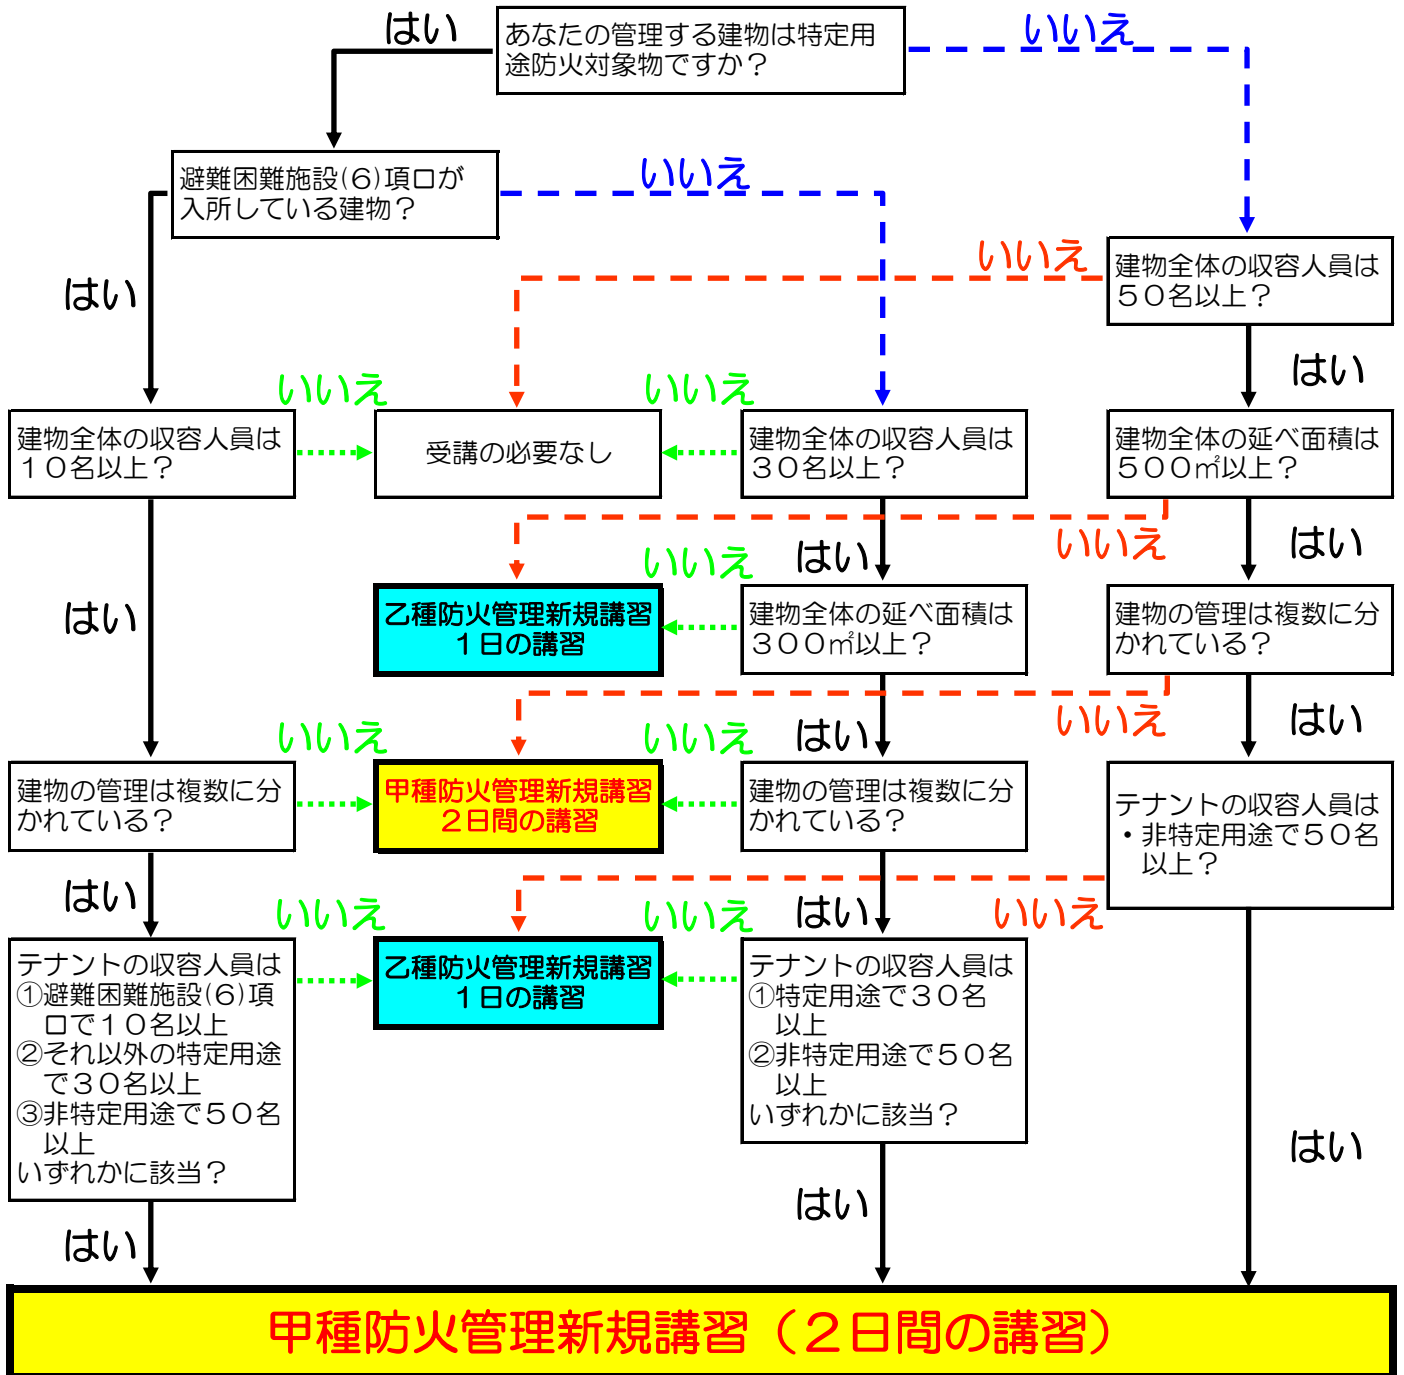 はい
あなたの管理する建物は特定用
途防火対象物ですか？
いいえ
避難困難施設(６)項ロが
入所している建物？
いいえ
はい
いいえ
建物全体の収容人員は
５０名以上？
はい
建物全体の収容人員は
１０名以上？
いいえ
受講の必要なし
いいえ
建物全体の収容人員は
３０名以上？
建物全体の延べ面積は
５００㎡以上？
いいえ
はい
はい
いいえ
はい
乙種防火管理新規講習
１日の講習
建物全体の延べ面積は
３００㎡以上？
建物の管理は複数に分
かれている？
いいえ
はい
いいえ
いいえ
はい
建物の管理は複数に分
かれている？
甲種防火管理新規講習
２日間の講習
建物の管理は複数に分
かれている？
テナントの収容人員は
・非特定用途で５０名
以上？
はい
いいえ
いいえ
はい
いいえ
テナントの収容人員は
①避難困難施設(６)項
ロで１０名以上
②それ以外の特定用途
で３０名以上
③非特定用途で５０名
以上
いずれかに該当？
乙種防火管理新規講習
１日の講習
テナントの収容人員は
①特定用途で３０名
以上
②非特定用途で５０名
以上
いずれかに該当？
はい
はい
はい
甲種防火管理新規講習（２日間の講習）